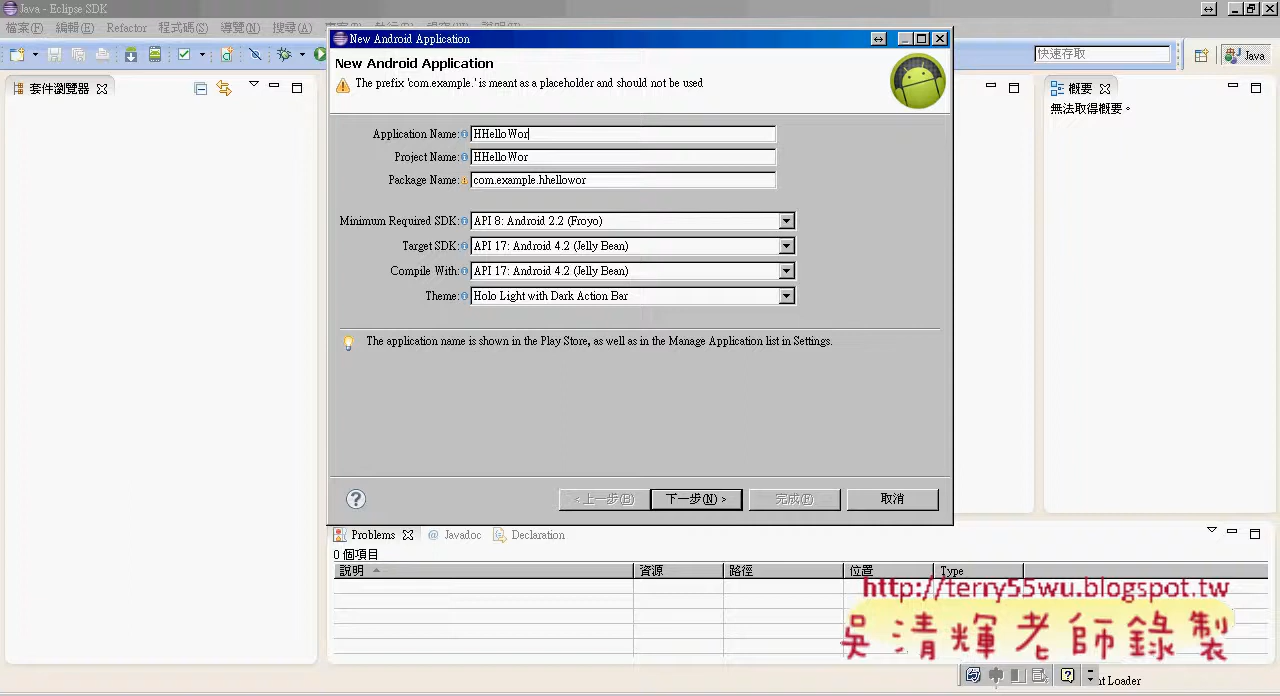 Java - Eclipse SDK
檔案(F) 編輯(E) Refactor 程式碼(S) 導覽(N) 搜尋(A)
快速存取
Java
套件瀏覽器
概要
無法取得概要。
New Android Application
New Android Application
The prefix 'com.example.' is meant as a placeholder and should not be used
Application Name: HHelloWor
Project Name: HHelloWor
Package Name: com.example.hhellowor
Minimum Required SDK: API 8: Android 2.2 (Froyo)
Target SDK: API 17: Android 4.2 (Jelly Bean)
Compile With: API 17: Android 4.2 (Jelly Bean)
Theme: Holo Light with Dark Action Bar
The application name is shown in the Play Store, as well as in the Manage Application list in Settings.
< 上一步(B) 下一步(N) > 完成(F) 取消
Problems @ Javadoc Declaration
0 個項目
說明 資源 路徑 位置 Type
http://terry55wu.blogspot.tw
吳清輝老師錄製
nt Loader